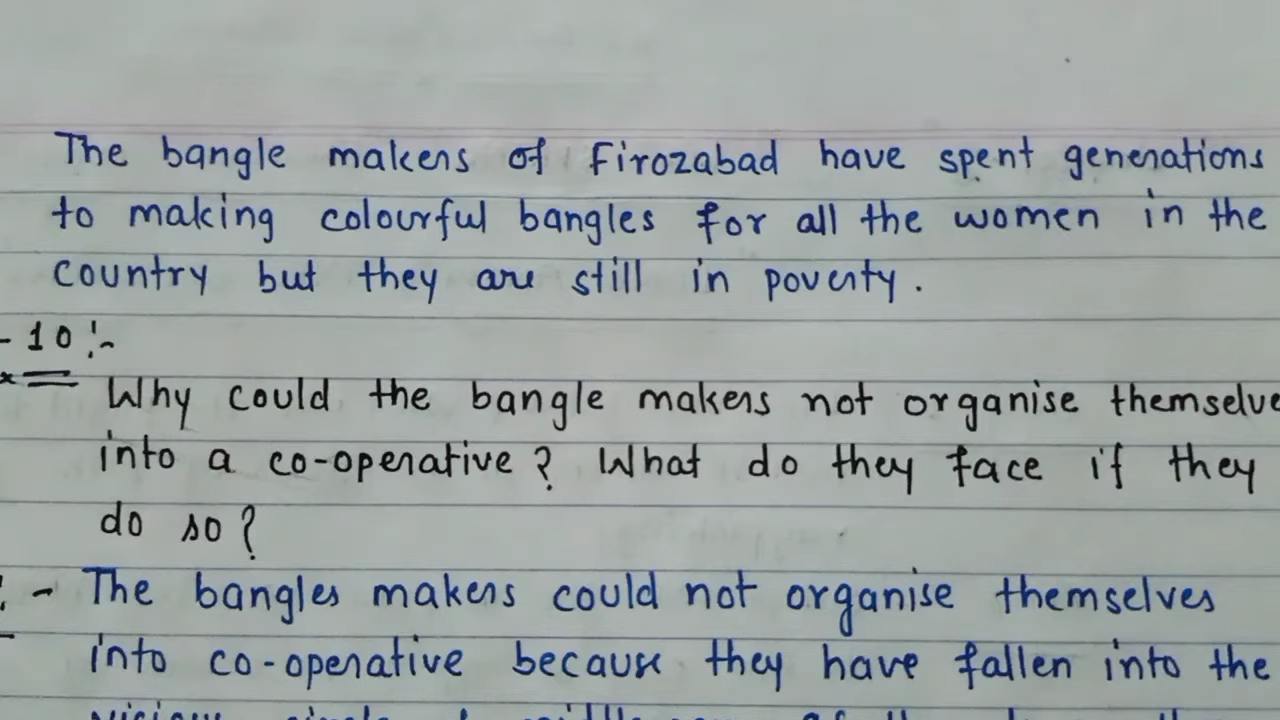 The bangle makers of Firozabad have spent generations
to making colourful bangles for all the women in the
country but they are still in poverty.
- 10 :-
Why could the bangle makers not organise themselve
into a co-operative? What do they face if they
do so?
:- The bangles makers could not organise themselves
into co-operative because they have fallen into the